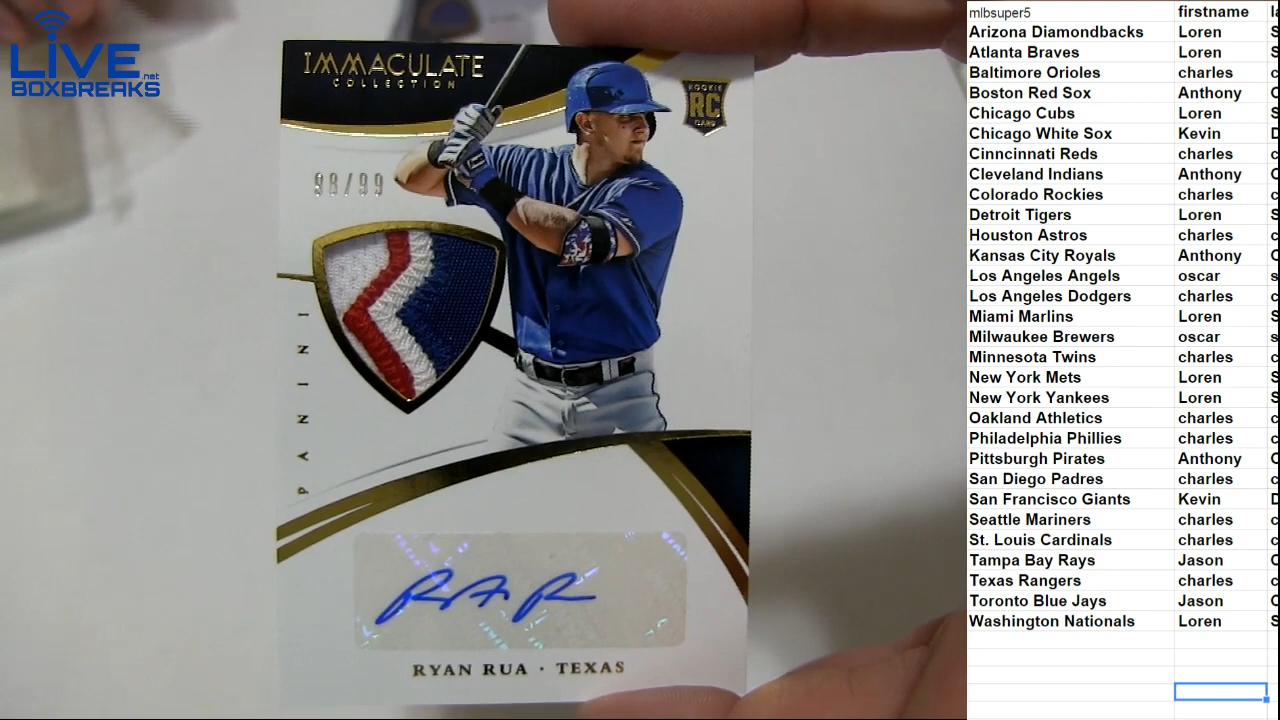 LIVE
.net
BOXBREAKS
IMMACULATE
COLLECTION
ROOKIE
RC
CARD
98/99
PANINI
RYAN RUA · TEXAS
mlbsuper5 firstname la
Arizona Diamondbacks Loren S
Atlanta Braves Loren S
Baltimore Orioles charles c
Boston Red Sox Anthony C
Chicago Cubs Loren S
Chicago White Sox Kevin D
Cinncinnati Reds charles c
Cleveland Indians Anthony C
Colorado Rockies charles c
Detroit Tigers Loren S
Houston Astros charles c
Kansas City Royals Anthony C
Los Angeles Angels oscar s
Los Angeles Dodgers charles c
Miami Marlins Loren S
Milwaukee Brewers oscar s
Minnesota Twins charles c
New York Mets Loren S
New York Yankees Loren S
Oakland Athletics charles c
Philadelphia Phillies charles c
Pittsburgh Pirates Anthony C
San Diego Padres charles c
San Francisco Giants Kevin D
Seattle Mariners charles c
St. Louis Cardinals charles c
Tampa Bay Rays Jason C
Texas Rangers charles c
Toronto Blue Jays Jason C
Washington Nationals Loren S